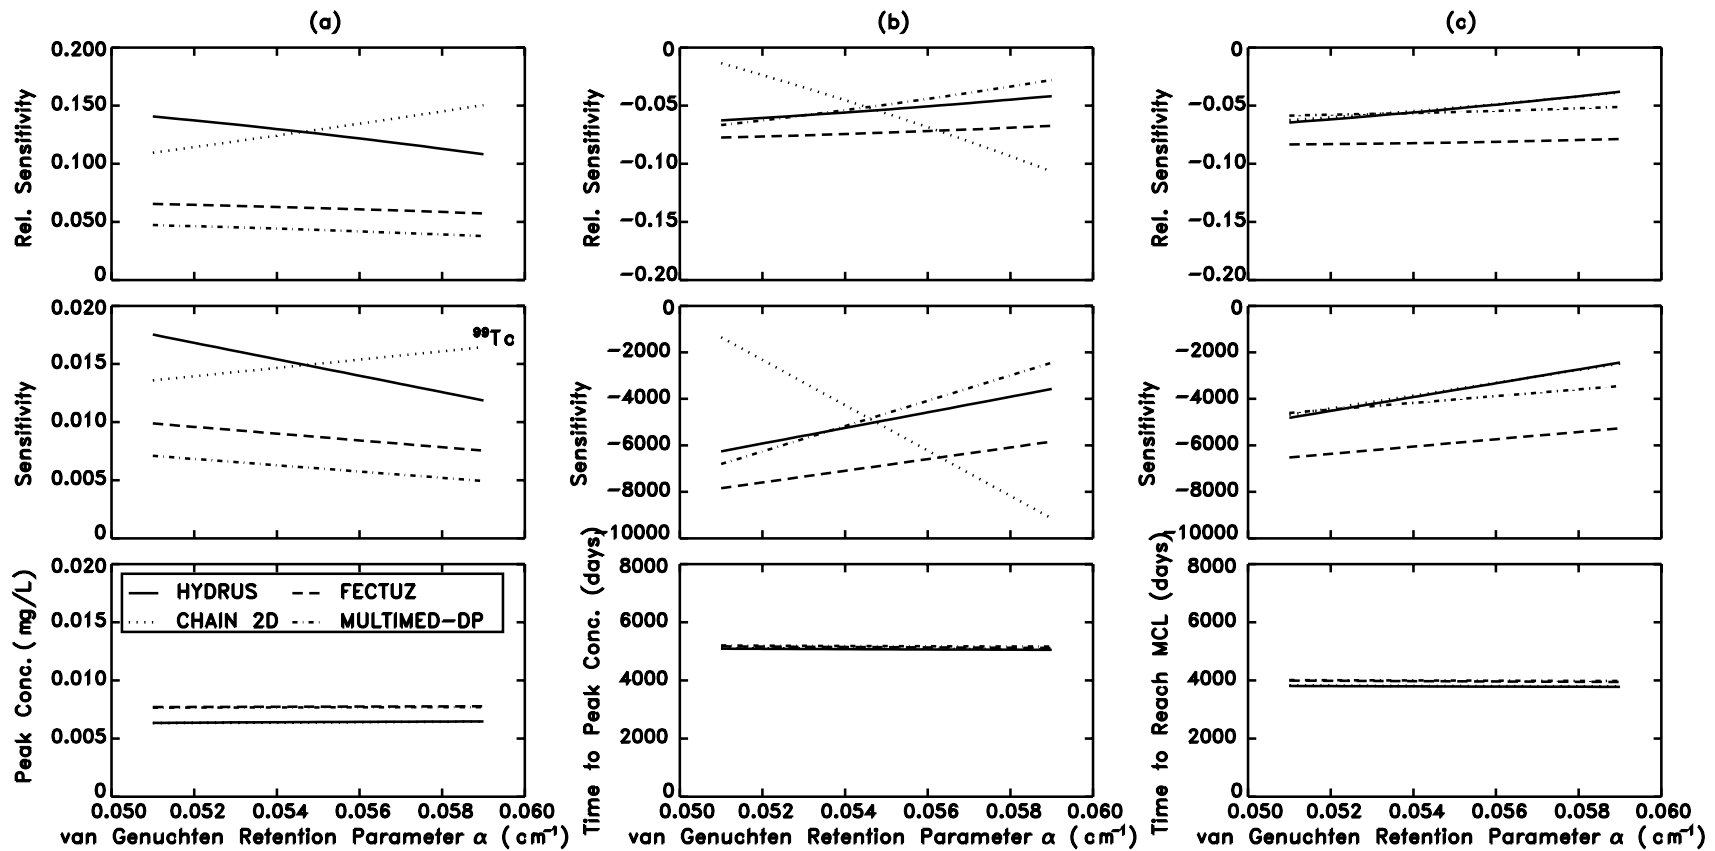 (a)
(b)
(c)
Rel. Sensitivity
0.200
0.150
0.100
0.050
0
Rel. Sensitivity
0
−0.05
−0.10
−0.15
−0.20
Rel. Sensitivity
0
−0.05
−0.10
−0.15
−0.20
Sensitivity
0.020
0.015
0.010
0.005
0
⁹⁹Tc
Sensitivity
0
−2000
−4000
−6000
−8000
−10000
Sensitivity
0
−2000
−4000
−6000
−8000
−10000
Peak Conc. (mg/L)
0.020
0.015
0.010
0.005
0
HYDRUS
FECTUZ
CHAIN 2D
MULTIMED−DP
0.050 0.052 0.054 0.056 0.058 0.060
van Genuchten Retention Parameter α (cm⁻¹)
Time to Peak Conc. (days)
8000
6000
4000
2000
0
0.050 0.052 0.054 0.056 0.058 0.060
van Genuchten Retention Parameter α (cm⁻¹)
Time to Reach MCL (days)
8000
6000
4000
2000
0
0.050 0.052 0.054 0.056 0.058 0.060
van Genuchten Retention Parameter α (cm⁻¹)